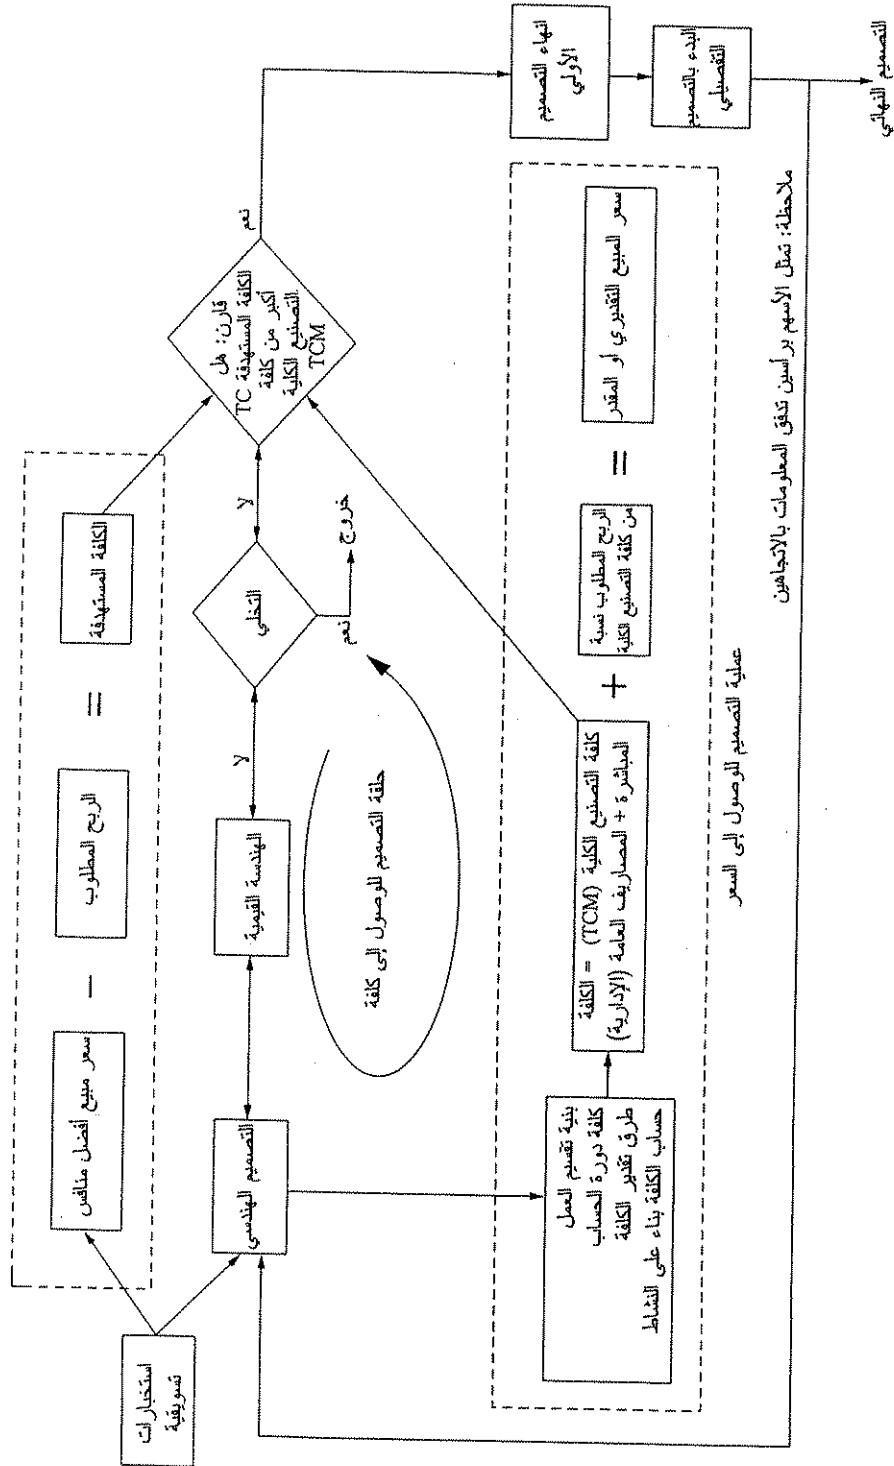 استخبارات
تسويقية
سعر مبيع أفضل منافس
−
الربح المطلوب
=
الكلفة المستهدفة
التصميم الهندسي
الهندسة القيمية
لا
التخلي
نعم
خروج
لا
قارن: هل
الكلفة المستهدفة TC
أكبر من كلفة
التصنيع الكلية
TCM
نعم
حلقة التصميم للوصول إلى كلفة
انهاء التصميم
الأولي
البدء بالتصميم
التفصيلي
التصميم النهائي
بنية تقسيم العمل
كلفة دورة الحساب
طرق تقدير الكلفة
حساب الكلفة بناء على النشاط
كلفة التصنيع الكلية (TCM) = الكلفة
المباشرة + المصاريف العامة (الإدارية)
+
الربح المطلوب نسبة
من كلفة التصنيع الكلية
=
سعر المبيع التقديري أو المقدر
عملية التصميم للوصول إلى السعر
ملاحظة: تمثل الأسهم برأسين تدفق المعلومات بالاتجاهين